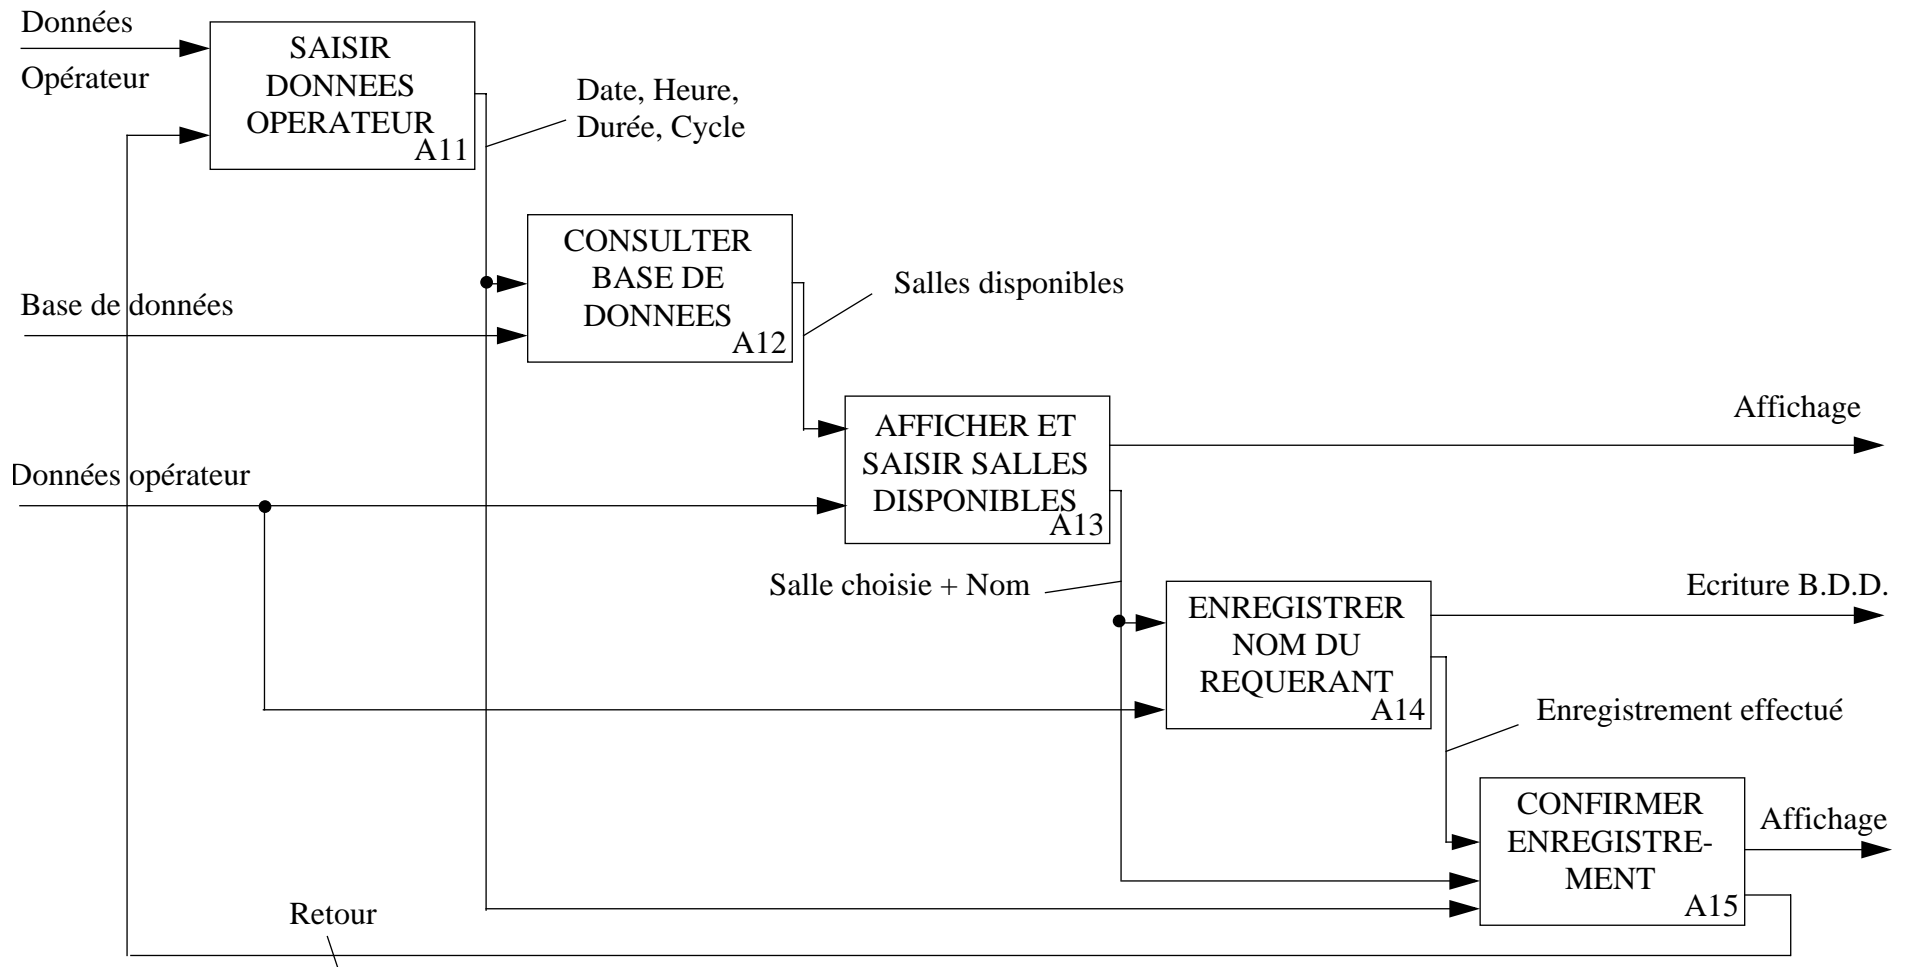 Données
Opérateur
SAISIR
DONNEES
OPERATEUR
A11
Date, Heure,
Durée, Cycle
CONSULTER
BASE DE
DONNEES
A12
Base de données
Salles disponibles
AFFICHER ET
SAISIR SALLES
DISPONIBLES
A13
Affichage
Données opérateur
Salle choisie + Nom
ENREGISTRER
NOM DU
REQUERANT
A14
Ecriture B.D.D.
Enregistrement effectué
CONFIRMER
ENREGISTRE-
MENT
A15
Affichage
Retour